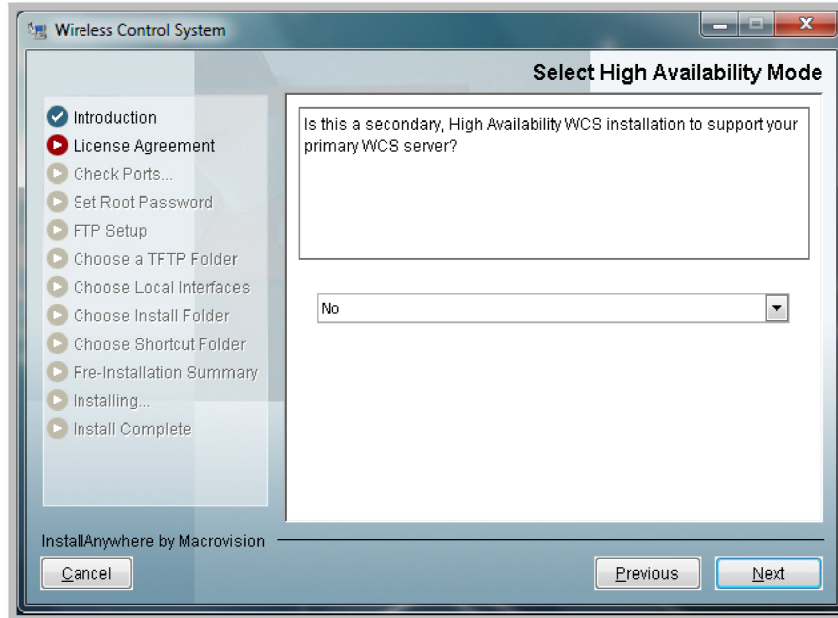 Wireless Control System
Select High Availability Mode
Introduction
License Agreement
Check Ports...
Set Root Password
FTP Setup
Choose a TFTP Folder
Choose Local Interfaces
Choose Install Folder
Choose Shortcut Folder
Pre-Installation Summary
Installing...
Install Complete
Is this a secondary, High Availability WCS installation to support your
primary WCS server?
No
InstallAnywhere by Macrovision
Cancel
Previous
Next